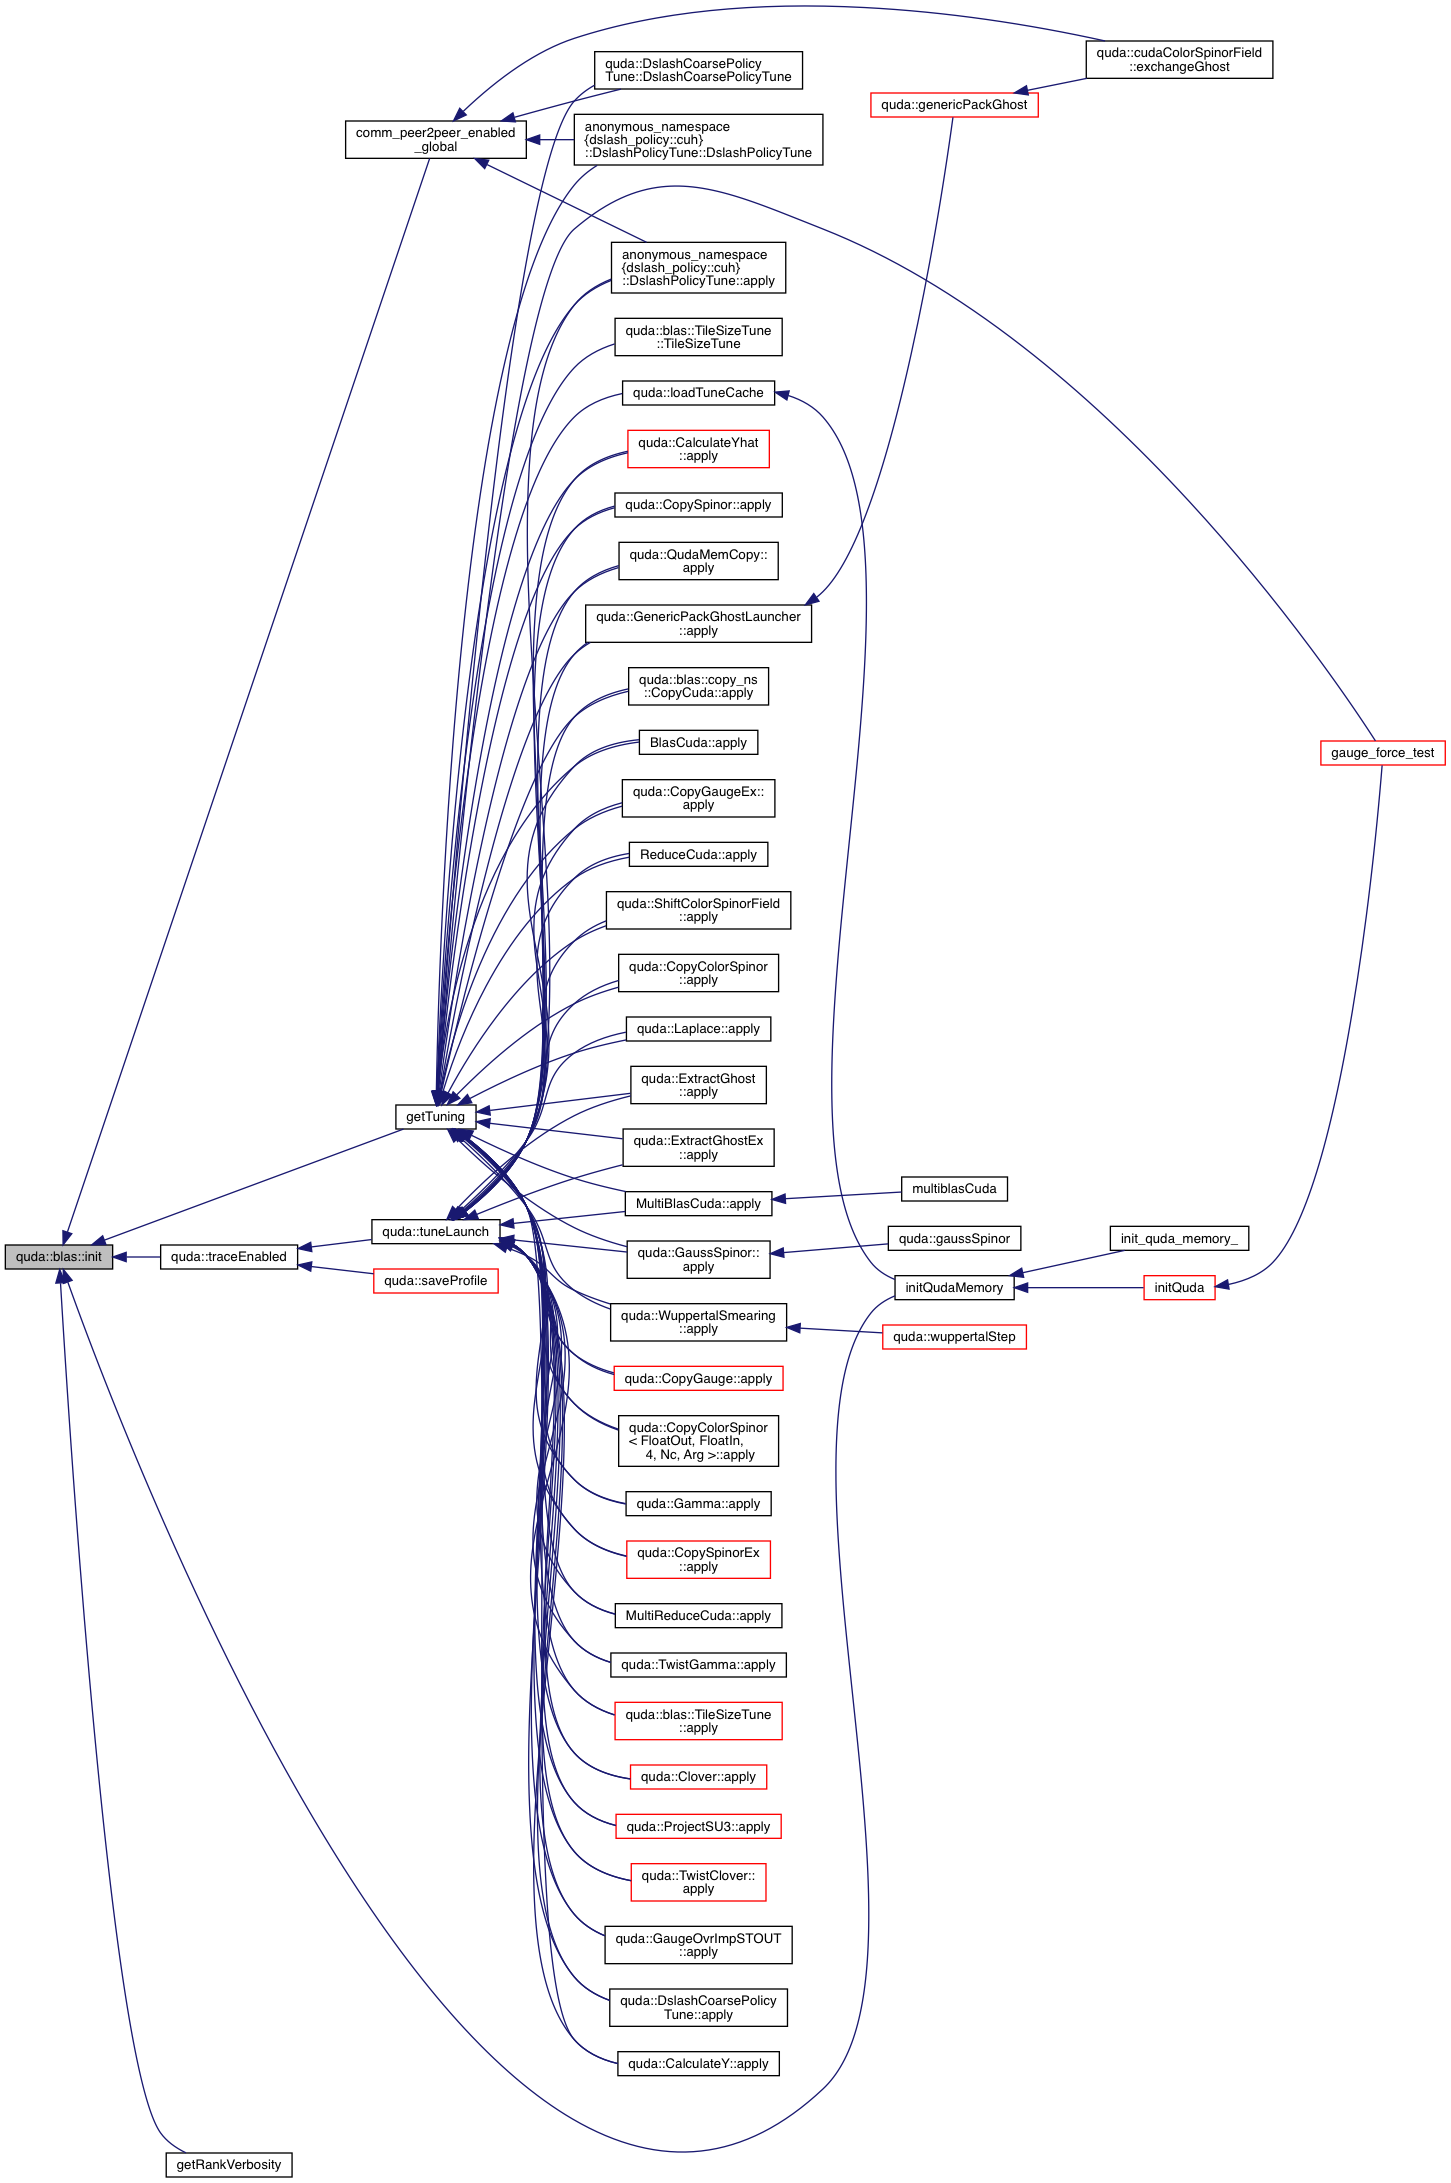 quda::cudaColorSpinorField
::exchangeGhost
quda::DslashCoarsePolicy
Tune::DslashCoarsePolicyTune
quda::genericPackGhost
comm_peer2peer_enabled
_global
anonymous_namespace
{dslash_policy::cuh}
::DslashPolicyTune::DslashPolicyTune
anonymous_namespace
{dslash_policy::cuh}
::DslashPolicyTune::apply
quda::blas::TileSizeTune
::TileSizeTune
quda::loadTuneCache
quda::CalculateYhat
::apply
quda::CopySpinor::apply
quda::QudaMemCopy::
apply
quda::GenericPackGhostLauncher
::apply
quda::blas::copy_ns
::CopyCuda::apply
BlasCuda::apply
gauge_force_test
quda::CopyGaugeEx::
apply
ReduceCuda::apply
quda::ShiftColorSpinorField
::apply
quda::CopyColorSpinor
::apply
quda::Laplace::apply
quda::ExtractGhost
::apply
getTuning
quda::ExtractGhostEx
::apply
MultiBlasCuda::apply
multiblasCuda
quda::tuneLaunch
quda::blas::init
quda::traceEnabled
quda::saveProfile
quda::GaussSpinor::
apply
quda::gaussSpinor
init_quda_memory_
initQudaMemory
initQuda
quda::WuppertalSmearing
::apply
quda::wuppertalStep
quda::CopyGauge::apply
quda::CopyColorSpinor
< FloatOut, FloatIn,
4, Nc, Arg >::apply
quda::Gamma::apply
quda::CopySpinorEx
::apply
MultiReduceCuda::apply
quda::TwistGamma::apply
quda::blas::TileSizeTune
::apply
quda::Clover::apply
quda::ProjectSU3::apply
quda::TwistClover::
apply
quda::GaugeOvrImpSTOUT
::apply
quda::DslashCoarsePolicy
Tune::apply
quda::CalculateY::apply
getRankVerbosity